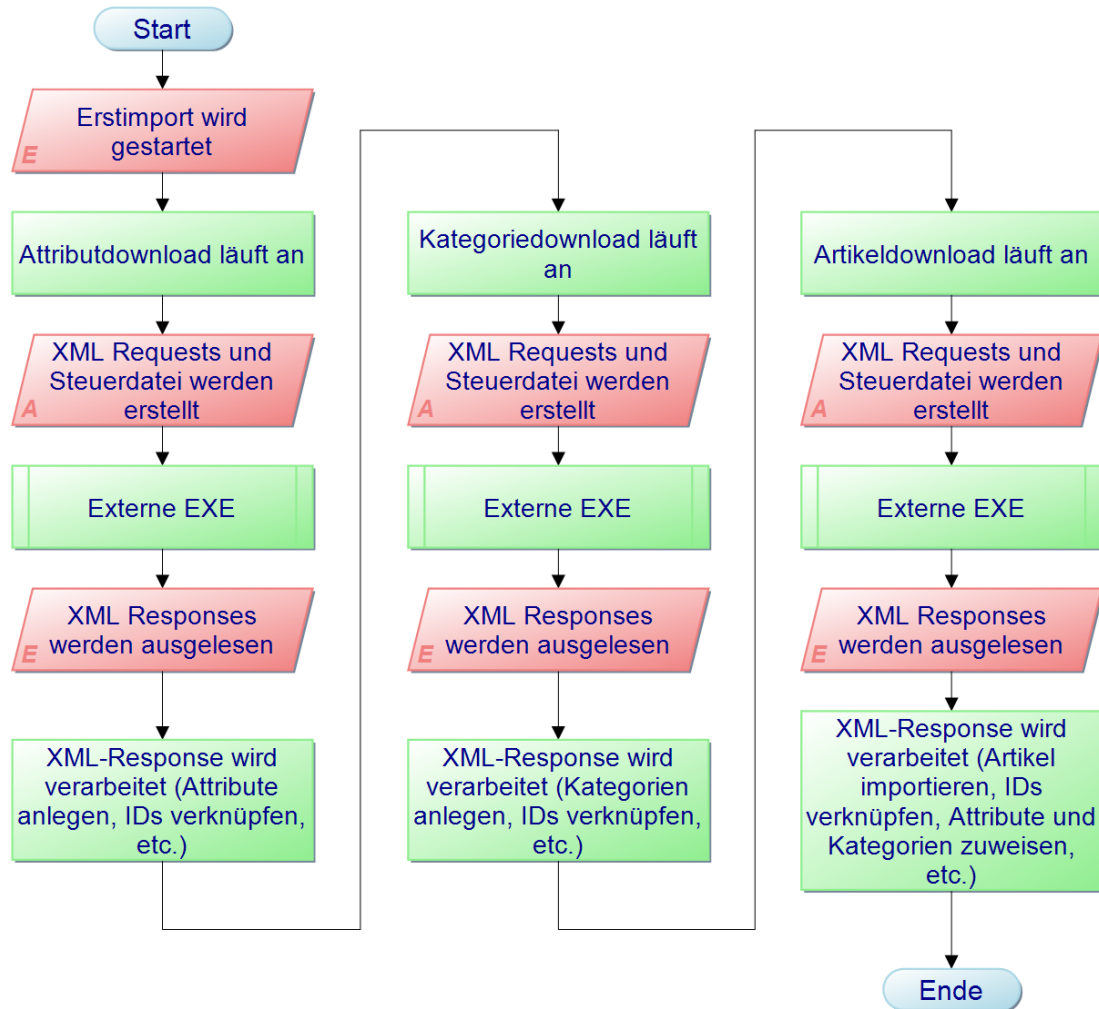 Start
Erstimport wird
gestartet
E
Attributdownload läuft an
XML Requests und
Steuerdatei werden
erstellt
A
Externe EXE
XML Responses
werden ausgelesen
E
XML-Response wird
verarbeitet (Attribute
anlegen, IDs verknüpfen,
etc.)
Kategoriedownload läuft
an
XML Requests und
Steuerdatei werden
erstellt
A
Externe EXE
XML Responses
werden ausgelesen
E
XML-Response wird
verarbeitet (Kategorien
anlegen, IDs verknüpfen,
etc.)
Artikeldownload läuft an
XML Requests und
Steuerdatei werden
erstellt
A
Externe EXE
XML Responses
werden ausgelesen
E
XML-Response wird
verarbeitet (Artikel
importieren, IDs
verknüpfen, Attribute und
Kategorien zuweisen,
etc.)
Ende